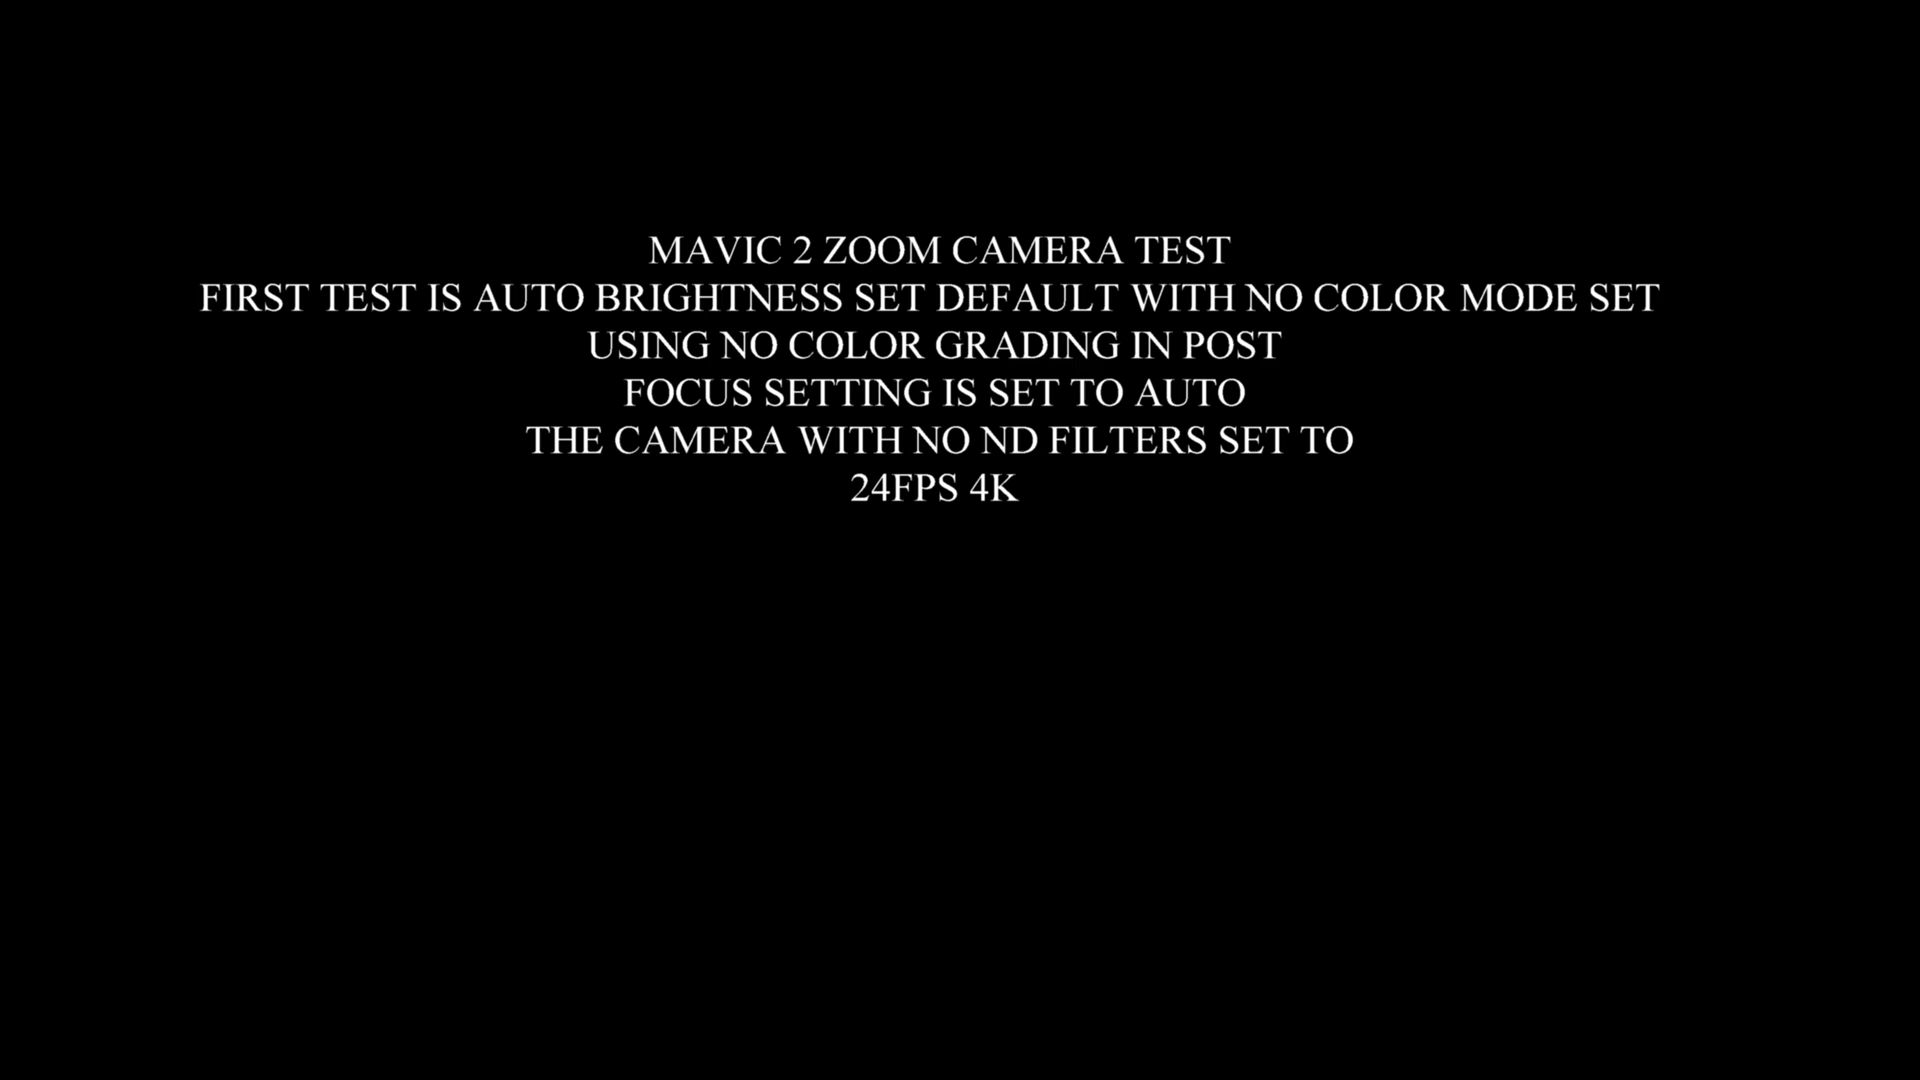 MAVIC 2 ZOOM CAMERA TEST
FIRST TEST IS AUTO BRIGHTNESS SET DEFAULT WITH NO COLOR MODE SET
USING NO COLOR GRADING IN POST
FOCUS SETTING IS SET TO AUTO
THE CAMERA WITH NO ND FILTERS SET TO
24FPS 4K